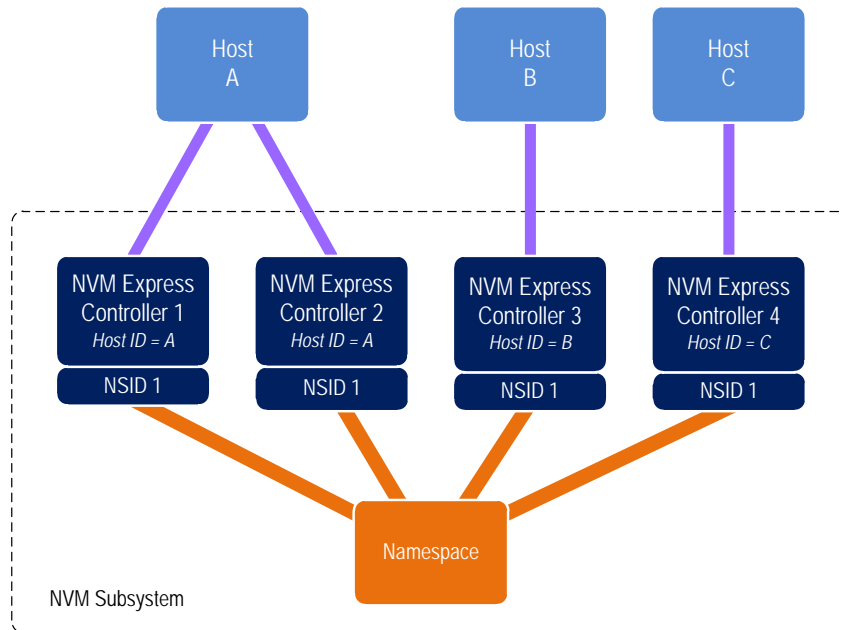 Host
A
Host
B
Host
C
NVM Express
Controller 1
Host ID = A
NVM Express
Controller 2
Host ID = A
NVM Express
Controller 3
Host ID = B
NVM Express
Controller 4
Host ID = C
NSID 1
NSID 1
NSID 1
NSID 1
Namespace
NVM Subsystem